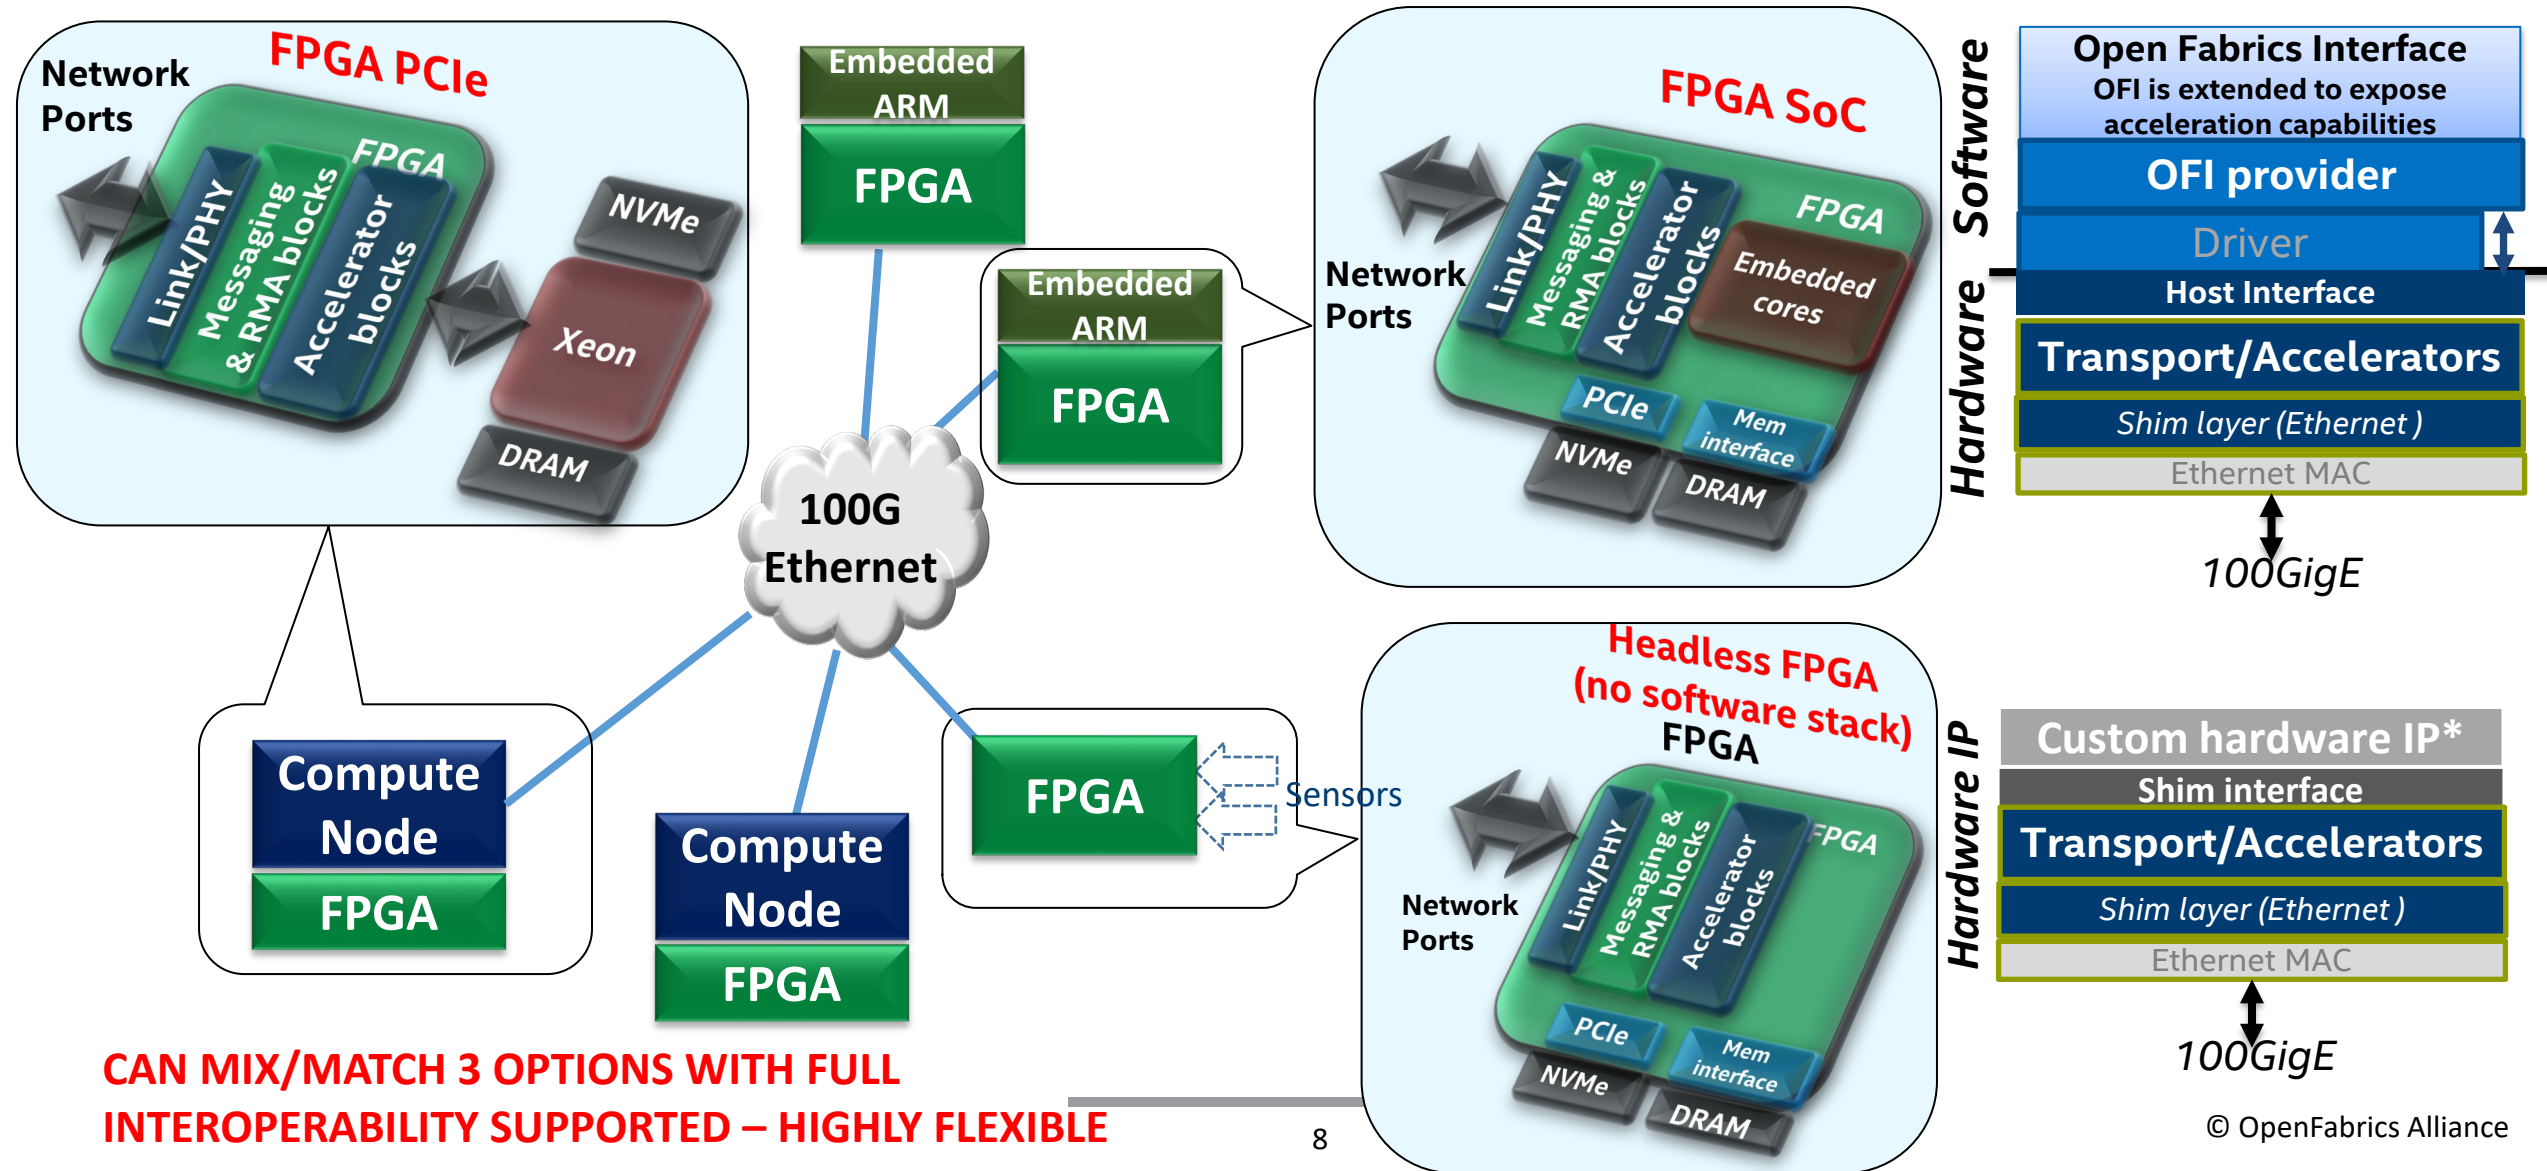 FPGA PCIe
Network
Ports
FPGA
Link/PHY
Messaging
& RMA blocks
Accelerator
blocks
NVMe
Xeon
DRAM
Embedded
ARM
FPGA
Embedded
ARM
FPGA
100G
Ethernet
Compute
Node
FPGA
Compute
Node
FPGA
FPGA
Sensors
FPGA SoC
Network
Ports
FPGA
Link/PHY
Messaging &
RMA blocks
Accelerator
blocks
Embedded
cores
PCIe
Mem
interface
NVMe
DRAM
Software
Hardware
Open Fabrics Interface
OFI is extended to expose
acceleration capabilities
OFI provider
Driver
Host Interface
Transport/Accelerators
Shim layer (Ethernet )
Ethernet MAC
100GigE
Headless FPGA
(no software stack)
FPGA
Network
Ports
FPGA
Link/PHY
Messaging &
RMA blocks
Accelerator
blocks
PCIe
Mem
interface
NVMe
DRAM
Hardware IP
Custom hardware IP*
Shim interface
Transport/Accelerators
Shim layer (Ethernet )
Ethernet MAC
100GigE
CAN MIX/MATCH 3 OPTIONS WITH FULL
INTEROPERABILITY SUPPORTED – HIGHLY FLEXIBLE
8
© OpenFabrics Alliance